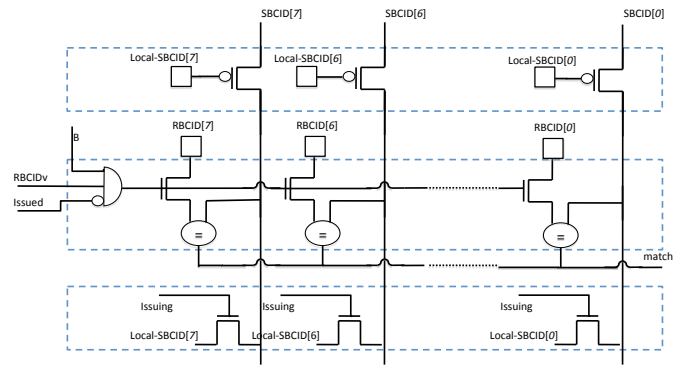 SBCID[7] SBCID[6] SBCID[0]
Local-SBCID[7] Local-SBCID[6] Local-SBCID[0]
RBCID[7] RBCID[6] RBCID[0]
B
RBCIDv
Issued
= = =
match
Issuing Issuing Issuing
Local-SBCID[7] Local-SBCID[6] Local-SBCID[0]